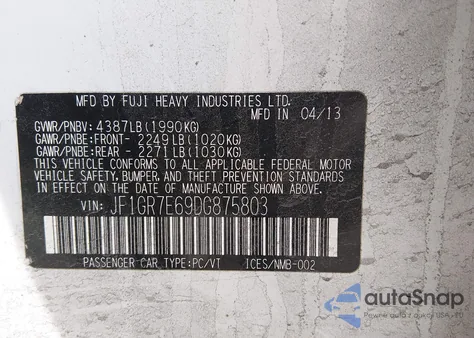 MFD BY FUJI HEAVY INDUSTRIES LTD.
MFD IN 04/13
GVWR/PNBV: 4387LB(1990KG)
GAWR/PNBE:FRONT- 2249LB(1020KG)
GAWR/PNBE:REAR - 2271LB(1030KG)
THIS VEHICLE CONFORMS TO ALL APPLICABLE FEDERAL MOTOR
VEHICLE SAFETY, BUMPER, AND THEFT PREVENTION STANDARDS
IN EFFECT ON THE DATE OF MANUFACTURE SHOWN ABOVE.
VIN: JF1GR7E69DG875803
PASSENGER CAR,TYPE:PC/VT ICES/NMB-002
autoSnap